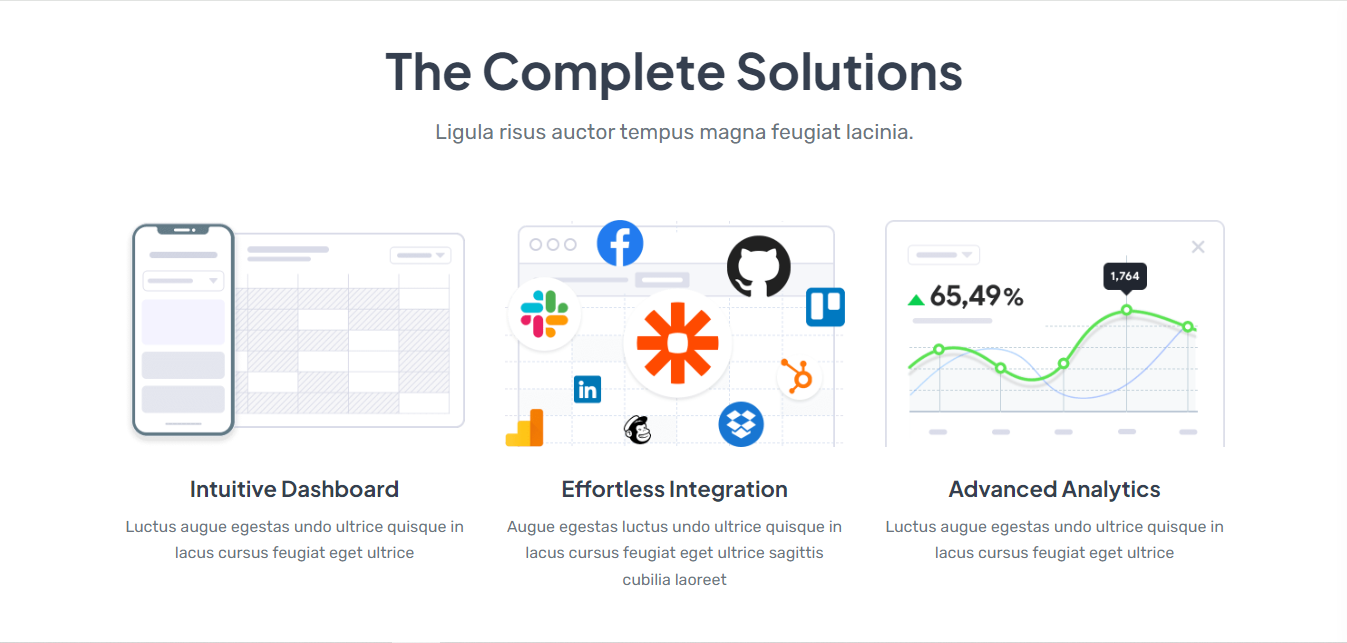 The Complete Solutions
Ligula risus auctor tempus magna feugiat lacinia.
in
65,49%
1,764
Intuitive Dashboard
Luctus augue egestas undo ultrice quisque in
lacus cursus feugiat eget ultrice
Effortless Integration
Augue egestas luctus undo ultrice quisque in
lacus cursus feugiat eget ultrice sagittis
cubilia laoreet
Advanced Analytics
Luctus augue egestas undo ultrice quisque in
lacus cursus feugiat eget ultrice